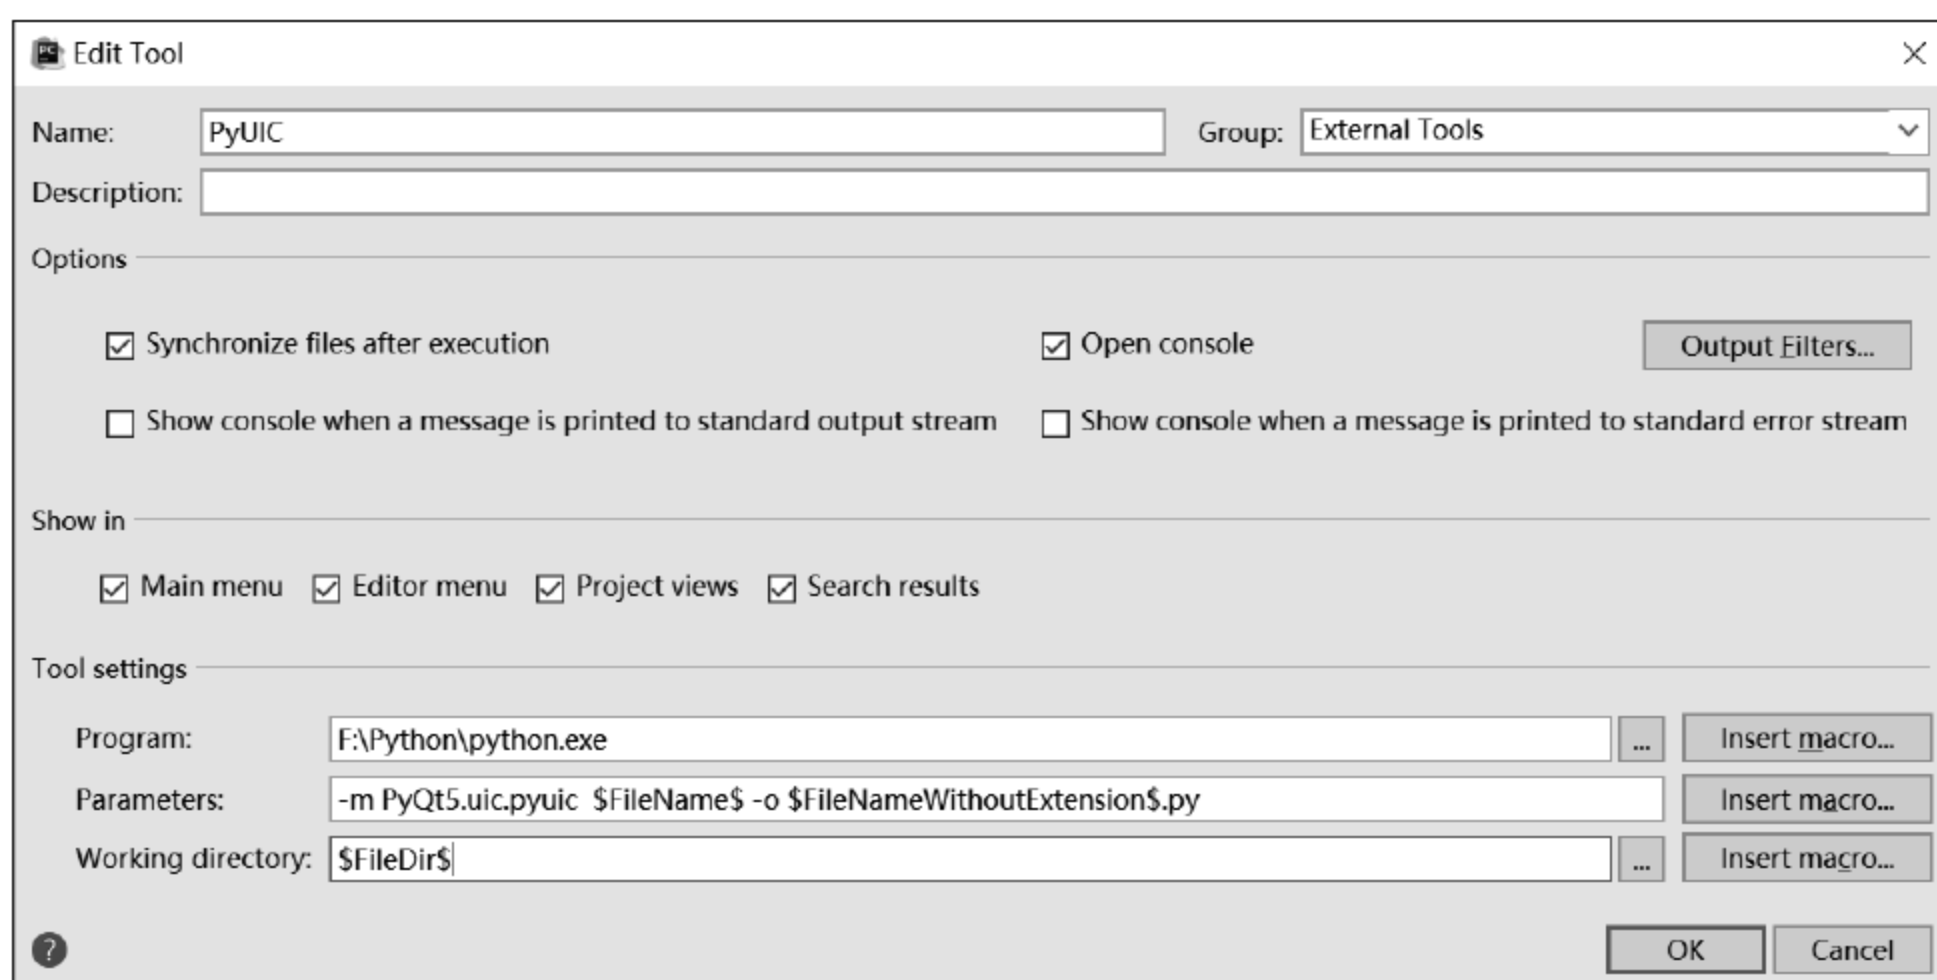 Edit Tool
Name: PyUIC Group: External Tools
Description:
Options
Synchronize files after execution Open console Output Filters...
Show console when a message is printed to standard output stream Show console when a message is printed to standard error stream
Show in
Main menu Editor menu Project views Search results
Tool settings
Program: F:\Python\python.exe ... Insert macro...
Parameters: -m PyQt5.uic.pyuic  $FileName$ -o $FileNameWithoutExtension$.py Insert macro...
Working directory: $FileDir$ ... Insert macro...
? OK Cancel